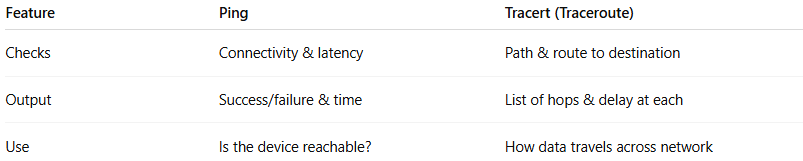 Feature Ping Tracert (Traceroute)
Checks Connectivity & latency Path & route to destination
Output Success/failure & time List of hops & delay at each
Use Is the device reachable? How data travels across network